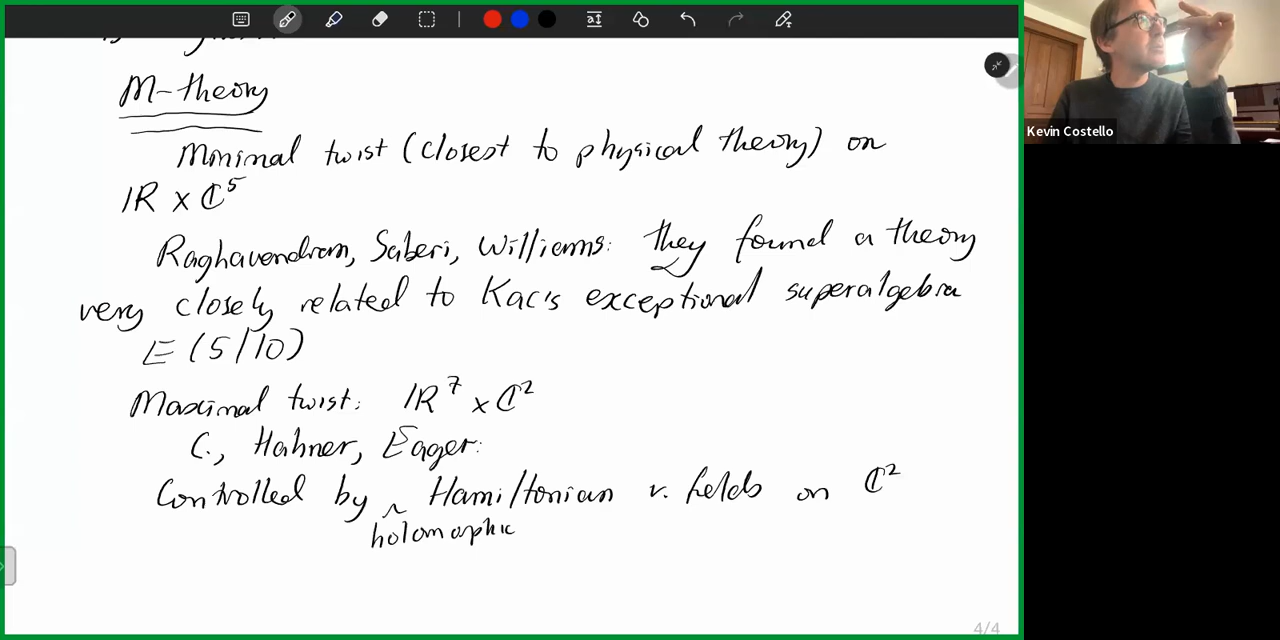 M-theory
Minimal twist (closest to physical theory) on
ℝ × ℂ⁵
Raghavendran, Saberi, Williams: they found a theory
very closely related to Kac's exceptional superalgebra
E(5/10)
Maximal twist: ℝ⁷ × ℂ²
C., Hahner, Eager:
Controlled by Hamiltonian v. fields on ℂ²
holomorphic
4/4
Kevin Costello